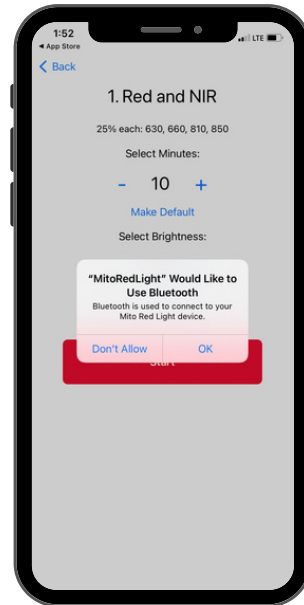 1:52
LTE
◀ App Store
Back
1. Red and NIR
25% each: 630, 660, 810, 850
Select Minutes:
- 10 +
Make Default
Select Brightness:
“MitoRedLight” Would Like to
Use Bluetooth
Bluetooth is used to connect to your
Mito Red Light device.
Don't Allow OK
Start